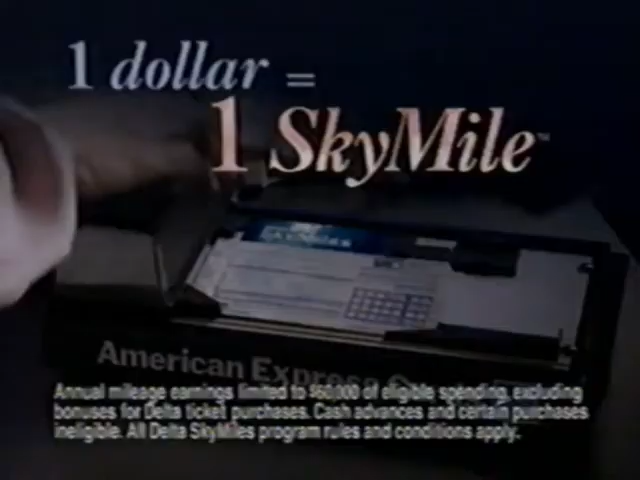 1 dollar =
1 SkyMile™
American Express
Annual mileage earnings limited to $60,000 of eligible spending, excluding
bonuses for Delta ticket purchases. Cash advances and certain purchases
ineligible. All Delta SkyMiles program rules and conditions apply.